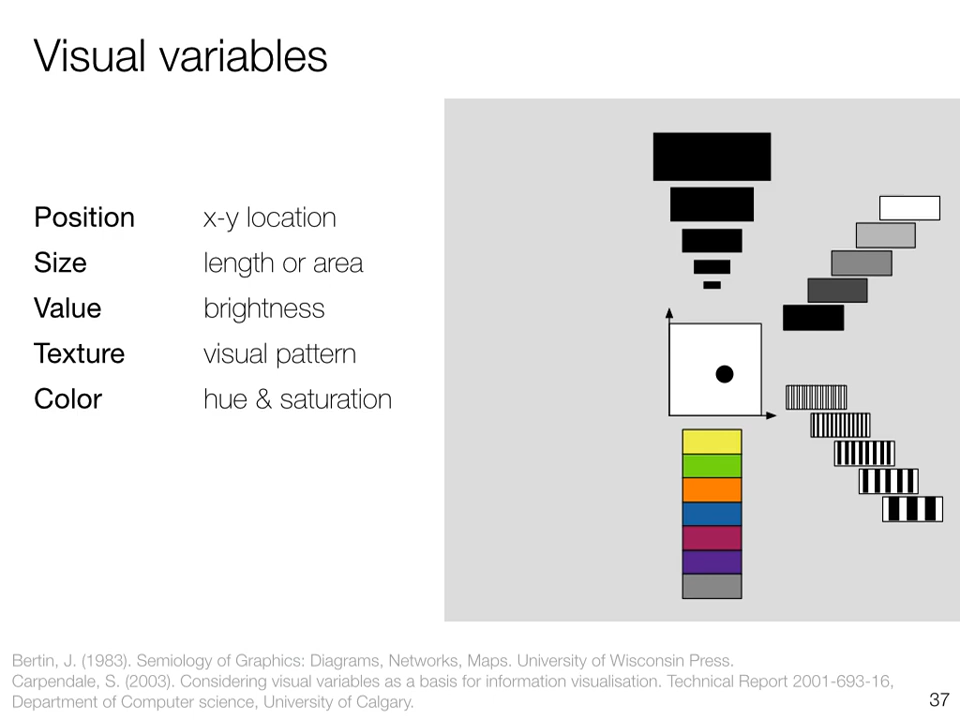 Visual variables
Position x-y location
Size length or area
Value brightness
Texture visual pattern
Color hue & saturation
Bertin, J. (1983). Semiology of Graphics: Diagrams, Networks, Maps. University of Wisconsin Press.
Carpendale, S. (2003). Considering visual variables as a basis for information visualisation. Technical Report 2001-693-16,
Department of Computer science, University of Calgary.
37